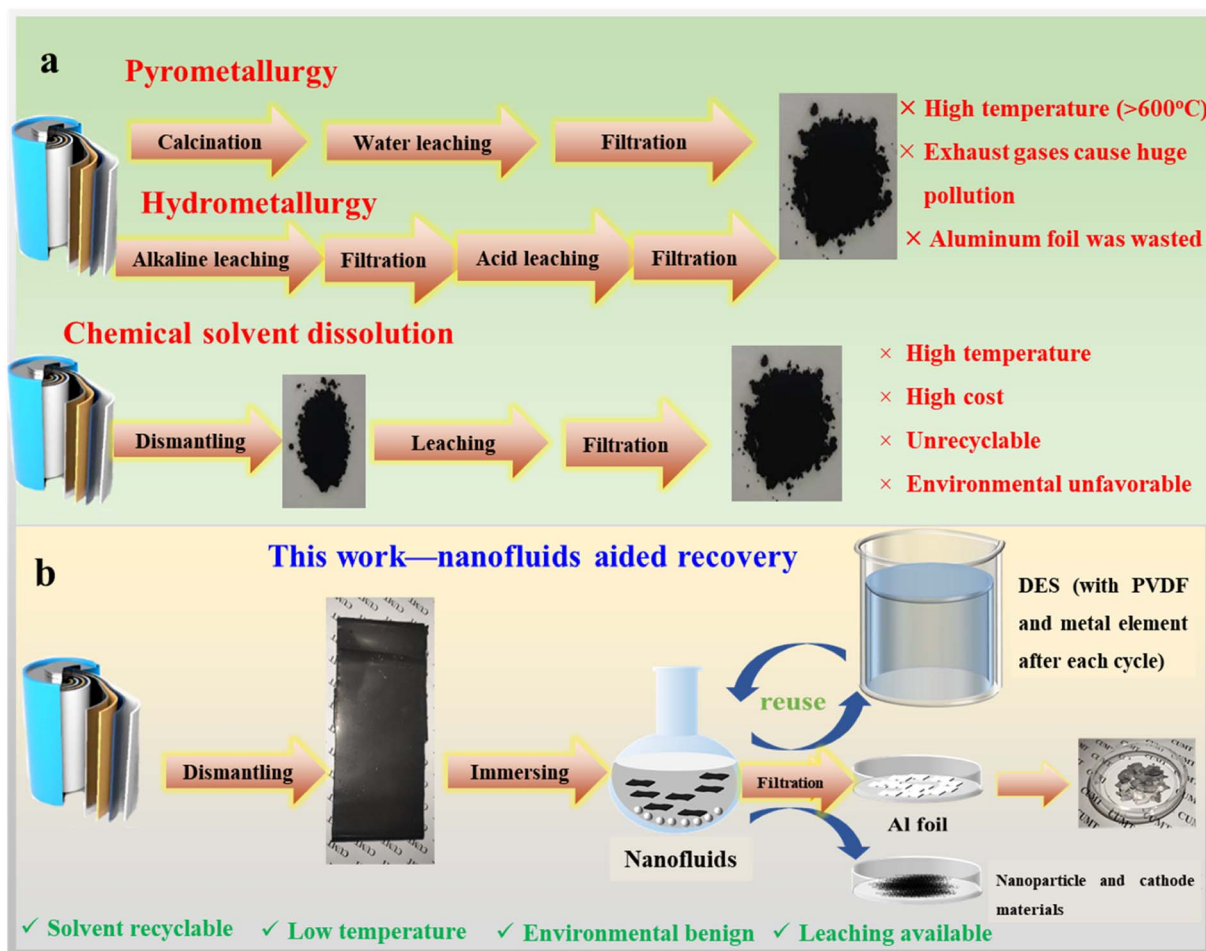 a
Pyrometallurgy
Calcination
Water leaching
Filtration
Hydrometallurgy
Alkaline leaching
Filtration
Acid leaching
Filtration
× High temperature (>600°C)
× Exhaust gases cause huge
pollution
× Aluminum foil was wasted
Chemical solvent dissolution
Dismantling
Leaching
Filtration
× High temperature
× High cost
× Unrecyclable
× Environmental unfavorable
b
This work—nanofluids aided recovery
Dismantling
Immersing
Nanofluids
reuse
Filtration
DES (with PVDF
and metal element
after each cycle)
Al foil
CUMT
Nanoparticle and cathode
materials
✓ Solvent recyclable
✓ Low temperature
✓ Environmental benign
✓ Leaching available